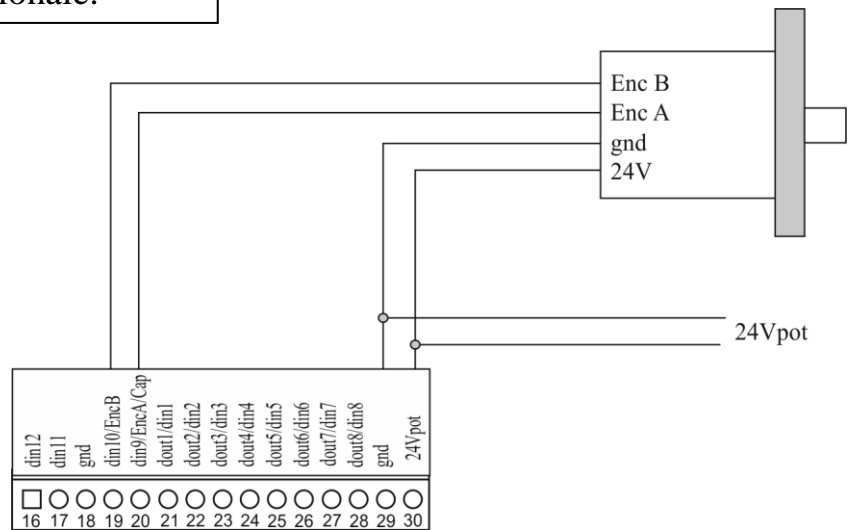 Enc B
Enc A
gnd
24V
24Vpot
din12
din11
gnd
din10/EncB
din9/EncA/Cap
dout1/din1
dout2/din2
dout3/din3
dout4/din4
dout5/din5
dout6/din6
dout7/din7
dout8/din8
gnd
24Vpot
16 17 18 19 20 21 22 23 24 25 26 27 28 29 30